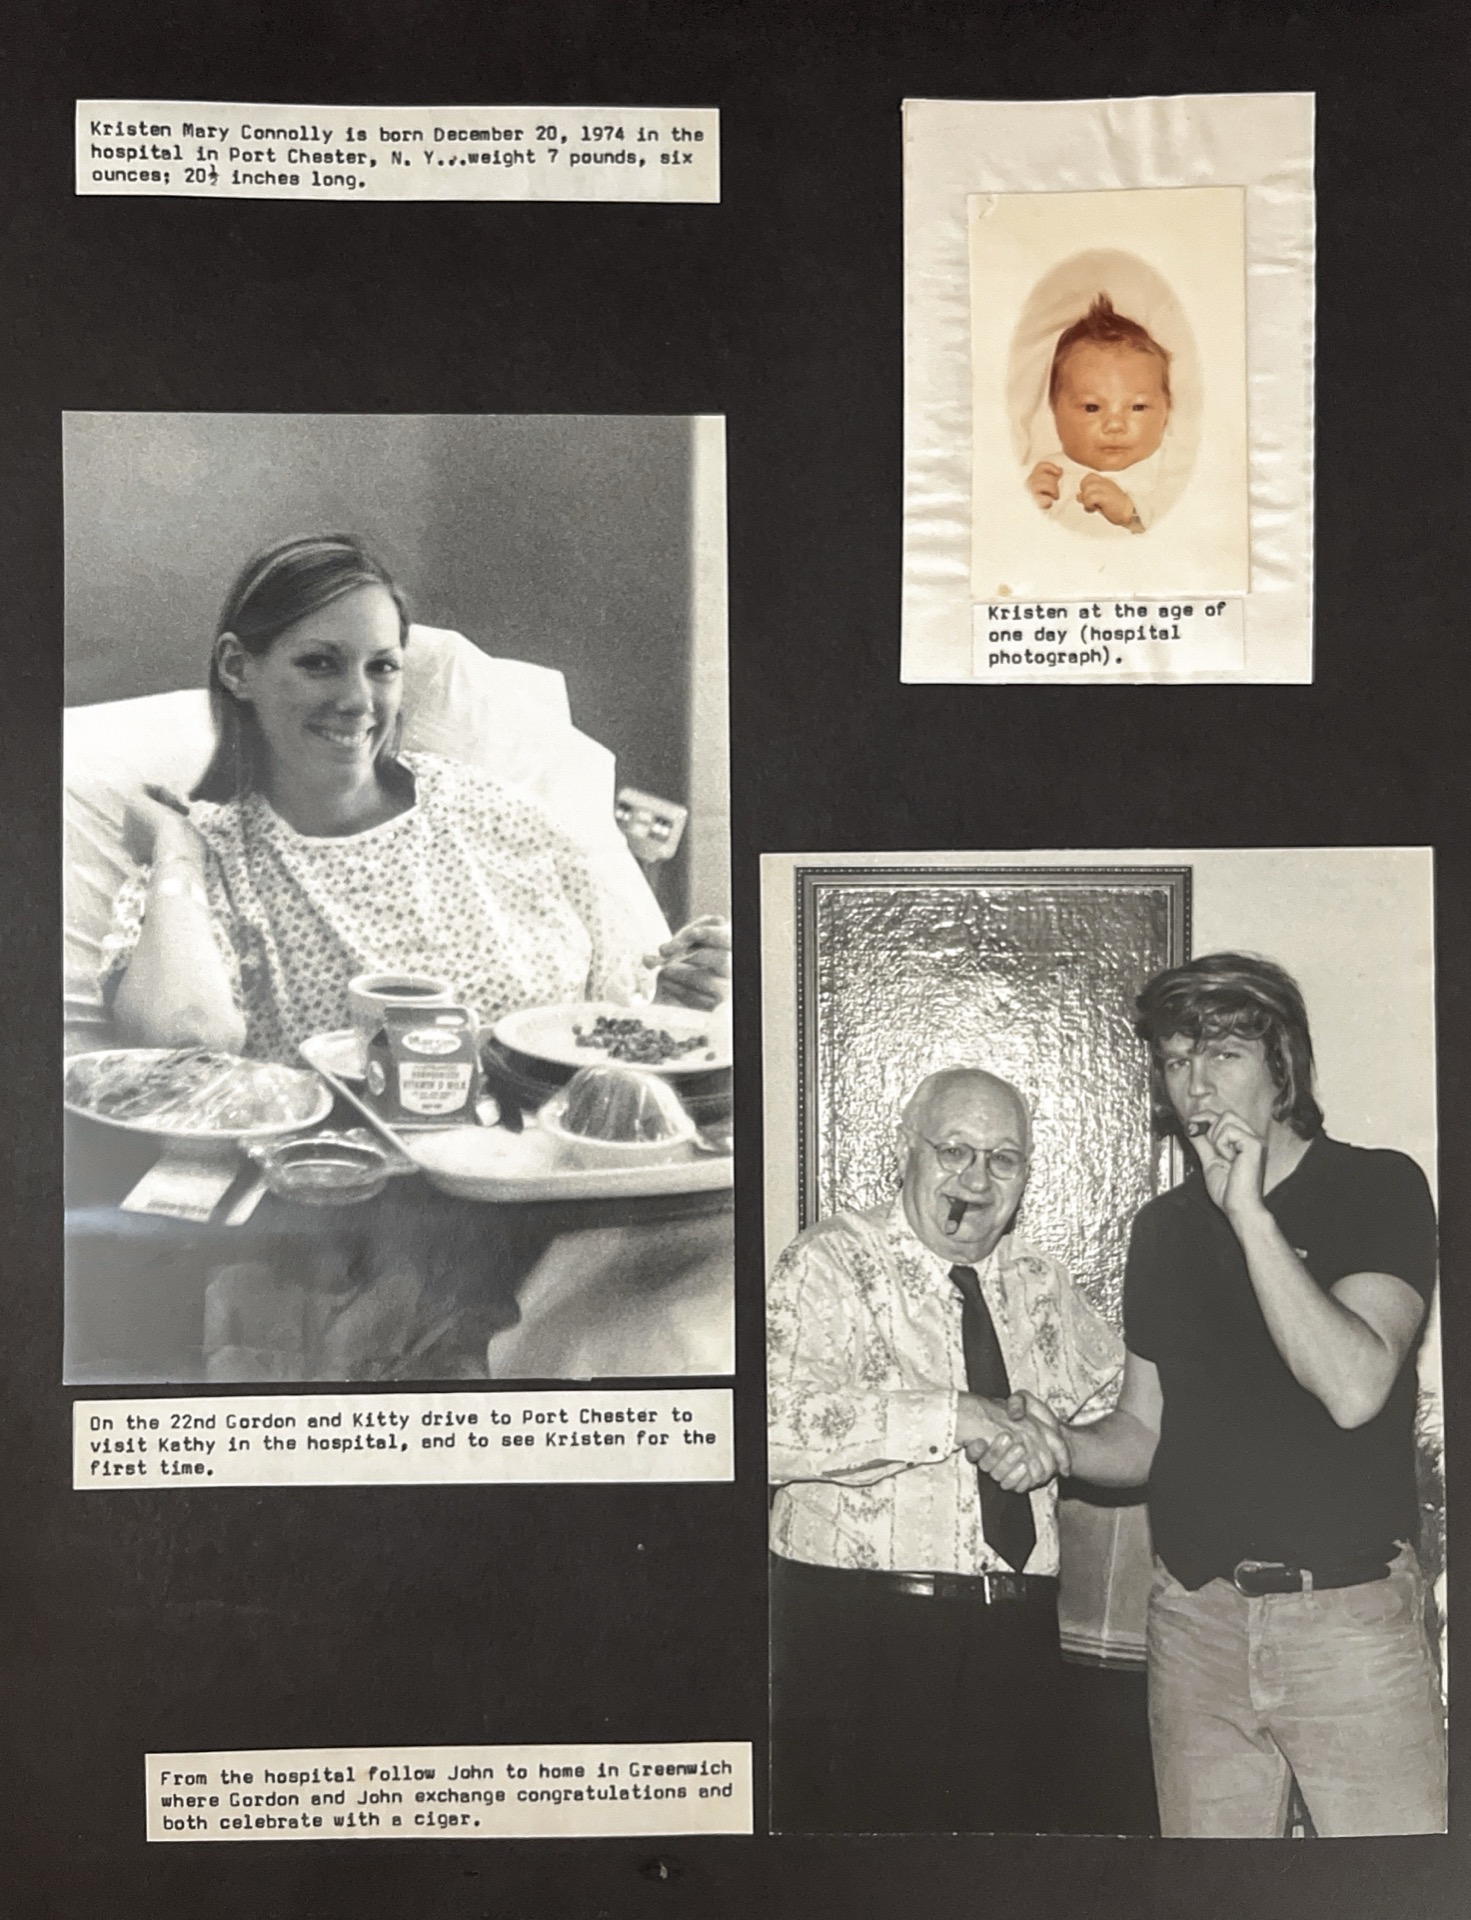 Kristen Mary Connolly is born December 20, 1974 in the
hospital in Port Chester, N. Y...weight 7 pounds, six
ounces; 20½ inches long.
Kristen at the age of
one day (hospital
photograph).
VITAMIN D MILK
On the 22nd Gordon and Kitty drive to Port Chester to
visit Kathy in the hospital, and to see Kristen for the
first time.
From the hospital follow John to home in Greenwich
where Gordon and John exchange congratulations and
both celebrate with a cigar.